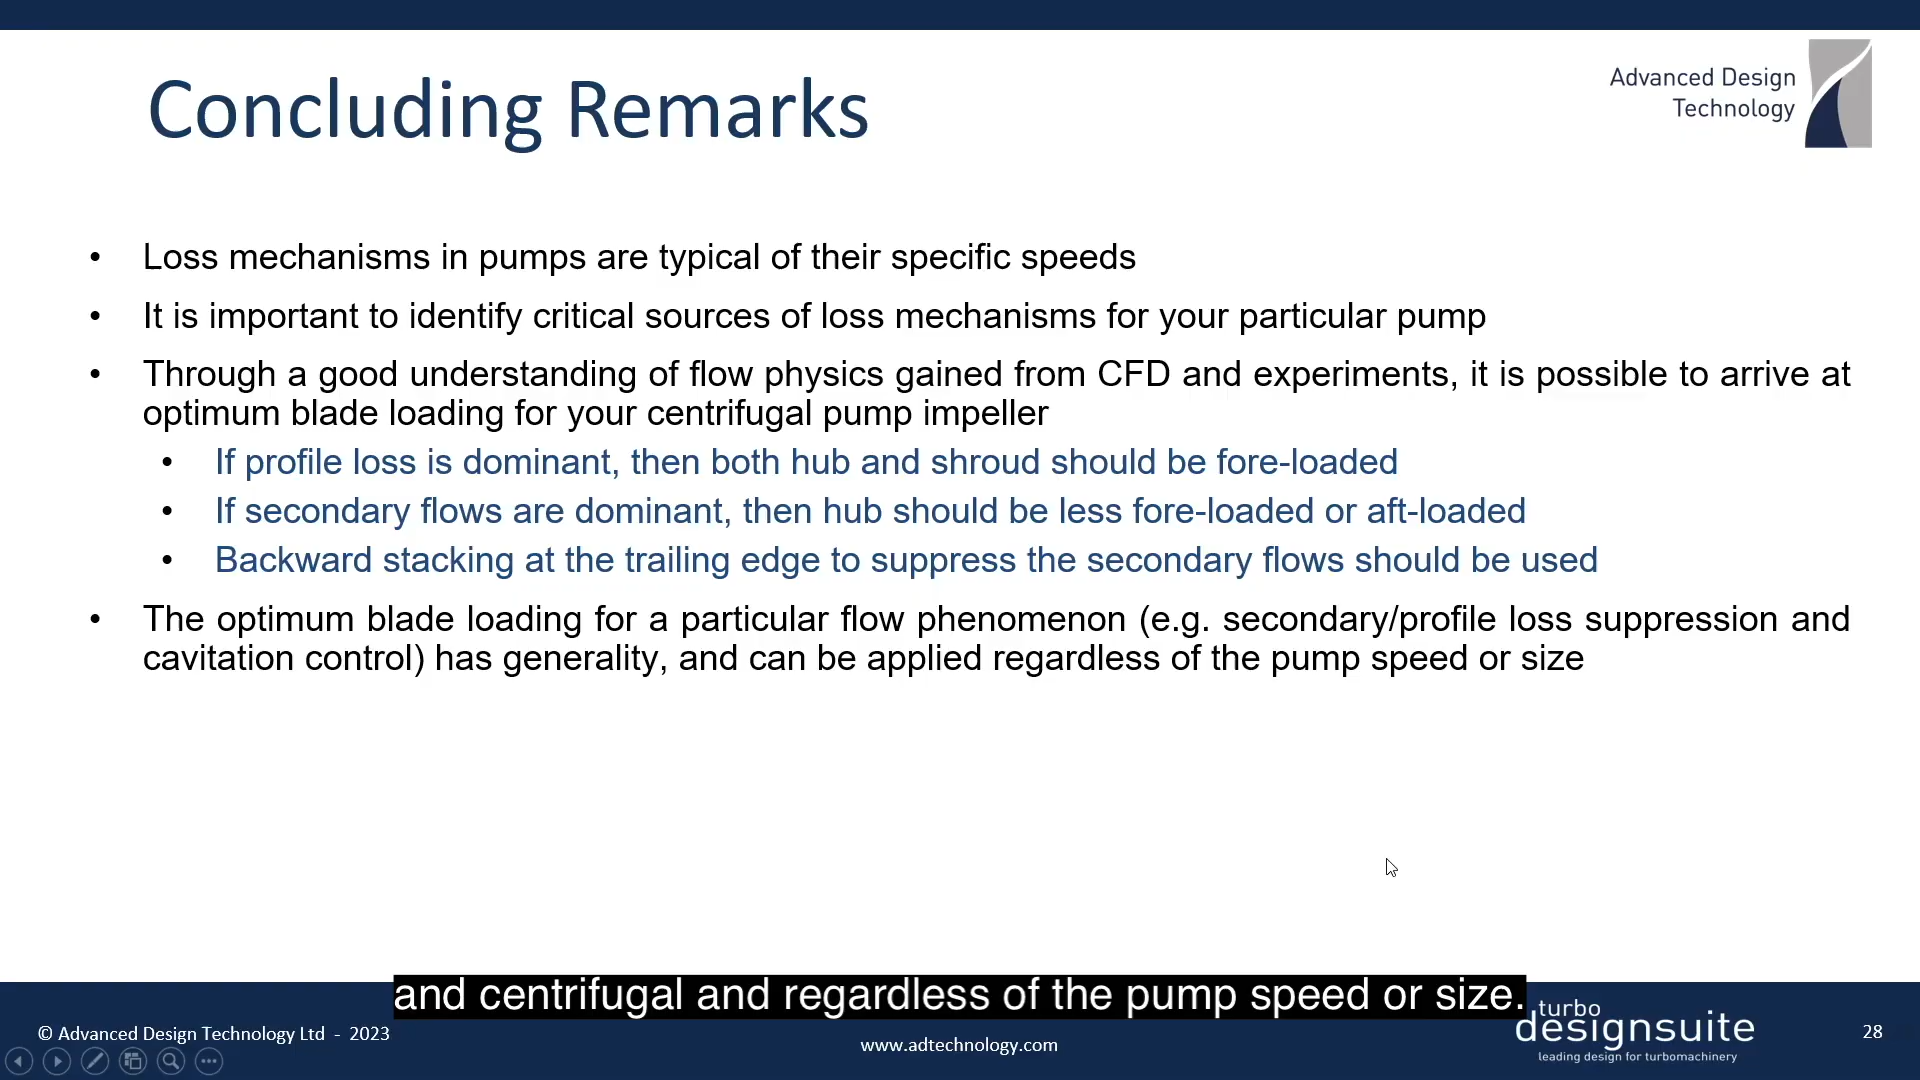 Concluding Remarks
Advanced Design
Technology
• Loss mechanisms in pumps are typical of their specific speeds
• It is important to identify critical sources of loss mechanisms for your particular pump
• Through a good understanding of flow physics gained from CFD and experiments, it is possible to arrive at
optimum blade loading for your centrifugal pump impeller
• If profile loss is dominant, then both hub and shroud should be fore-loaded
• If secondary flows are dominant, then hub should be less fore-loaded or aft-loaded
• Backward stacking at the trailing edge to suppress the secondary flows should be used
• The optimum blade loading for a particular flow phenomenon (e.g. secondary/profile loss suppression and
cavitation control) has generality, and can be applied regardless of the pump speed or size
and centrifugal and regardless of the pump speed or size.
© Advanced Design Technology Ltd - 2023
www.adtechnology.com
turbo
designsuite
leading design for turbomachinery
28